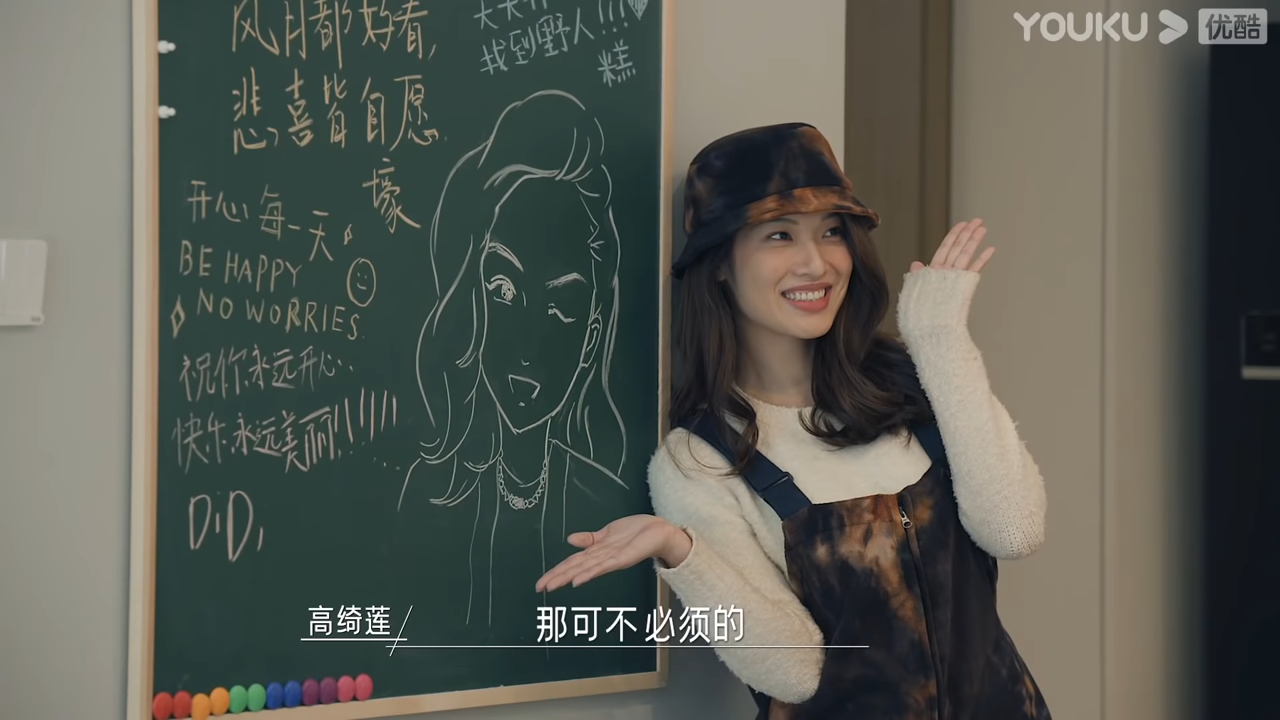 YOUKU 优酷
风月都好看,
悲喜皆自愿
壕
找到野人!!!
糕
开心每一天
BE HAPPY
NO WORRIES
祝你永远开心..
快乐永远美丽!!!!!!
DiDi
高绮莲
那可不必须的